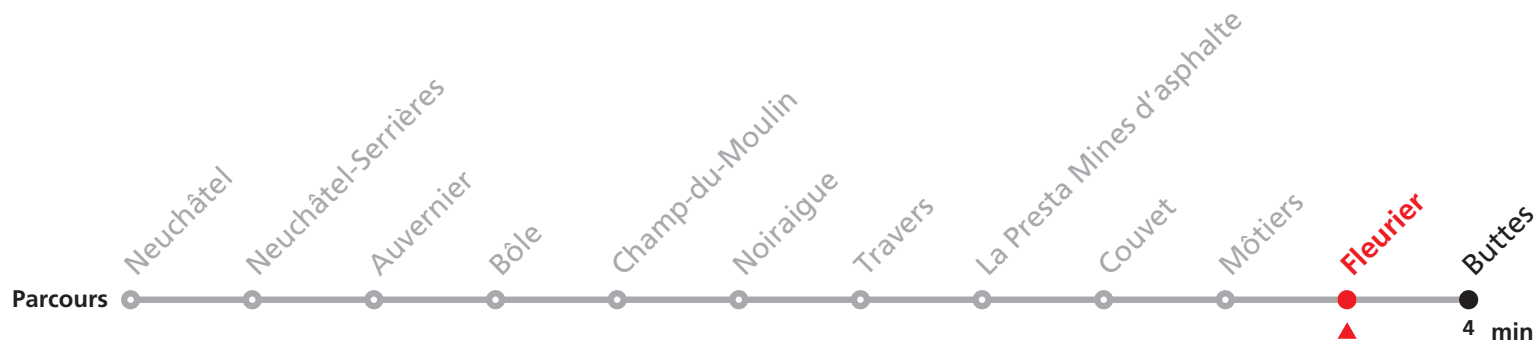 Neuchâtel
Neuchâtel-Serrières
Auvernier
Bôle
Champ-du-Moulin
Noiraigue
Travers
La Presta Mines d'asphalte
Couvet
Môtiers
Fleurier
Buttes
Parcours
4 min